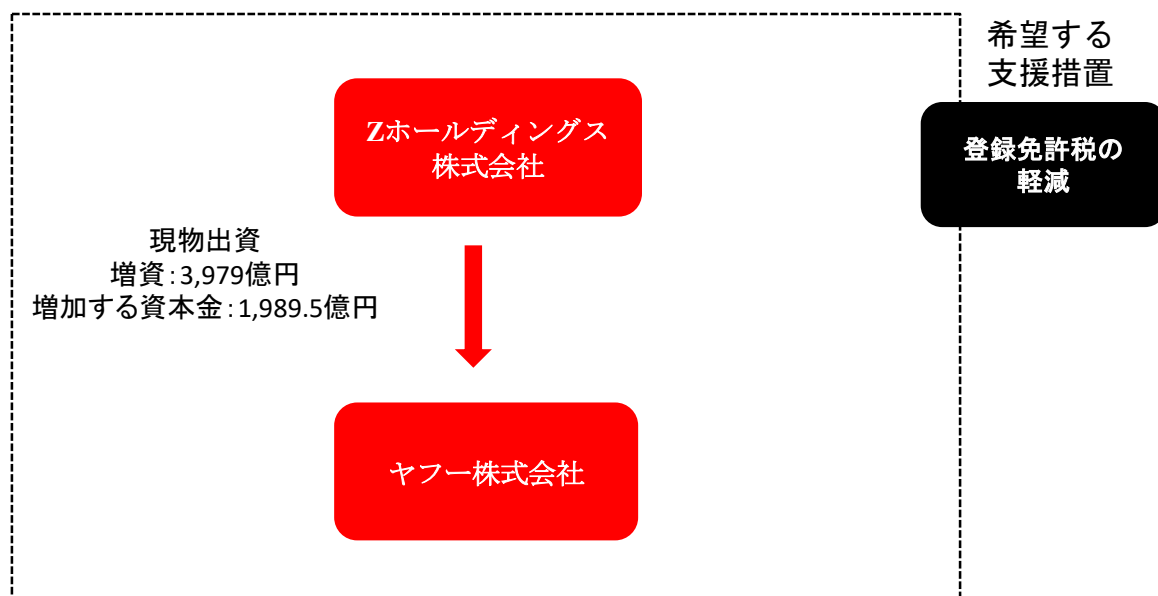 希望する
支援措置
Zホールディングス
株式会社
登録免許税の
軽減
現物出資
増資：3,979億円
増加する資本金：1,989.5億円
ヤフー株式会社